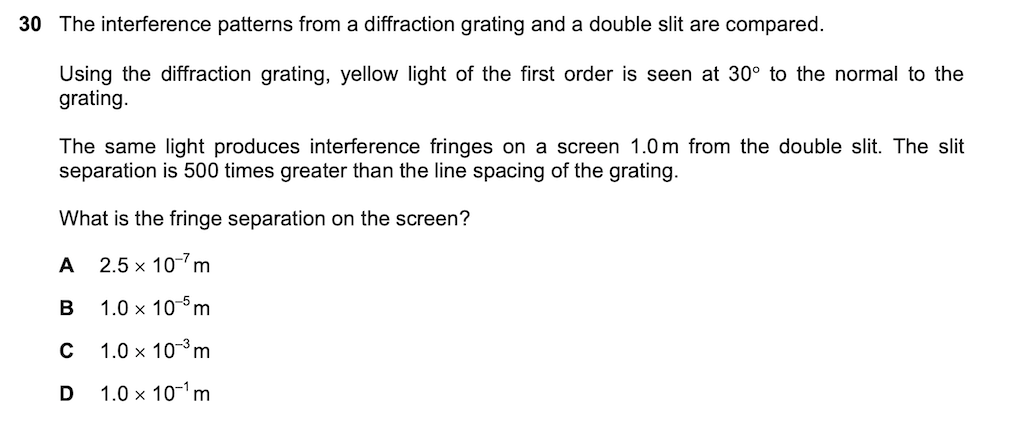 30 The interference patterns from a diffraction grating and a double slit are compared.
Using the diffraction grating, yellow light of the first order is seen at 30° to the normal to the
grating.
The same light produces interference fringes on a screen 1.0 m from the double slit. The slit
separation is 500 times greater than the line spacing of the grating.
What is the fringe separation on the screen?
A 2.5 × 10⁻⁷ m
B 1.0 × 10⁻⁵ m
C 1.0 × 10⁻³ m
D 1.0 × 10⁻¹ m